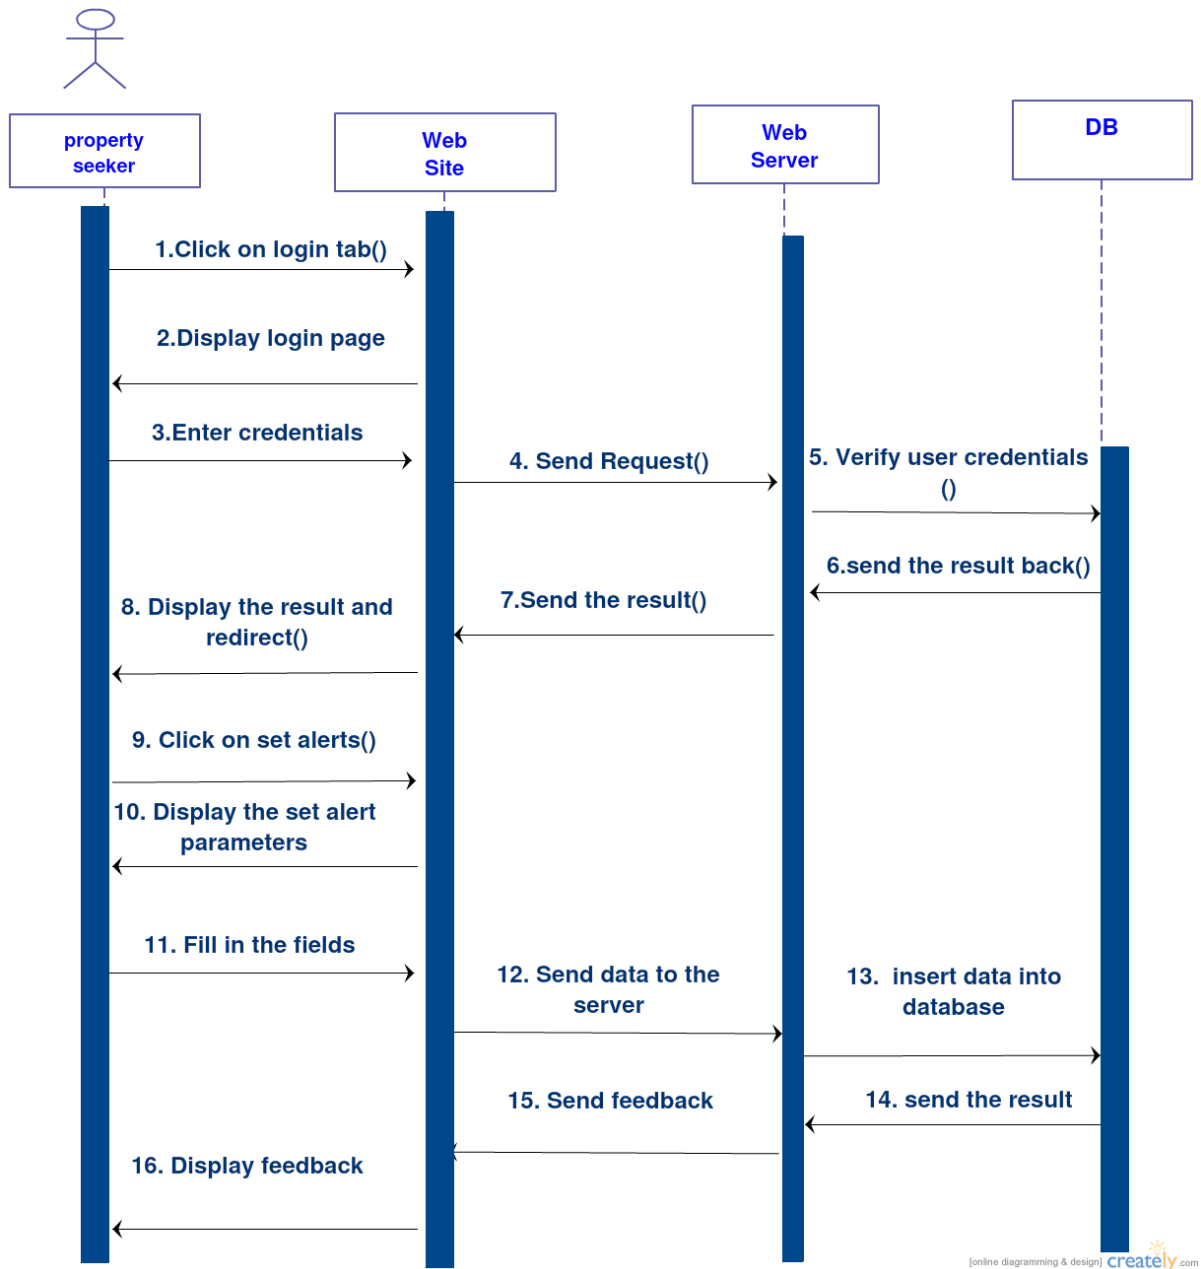 property
seeker
Web
Site
Web
Server
DB
1.Click on login tab()
2.Display login page
3.Enter credentials
4. Send Request()
5. Verify user credentials
()
6.send the result back()
7.Send the result()
8. Display the result and
redirect()
9. Click on set alerts()
10. Display the set alert
parameters
11. Fill in the fields
12. Send data to the
server
13.  insert data into
database
14. send the result
15. Send feedback
16. Display feedback
[online diagramming & design] creately.com